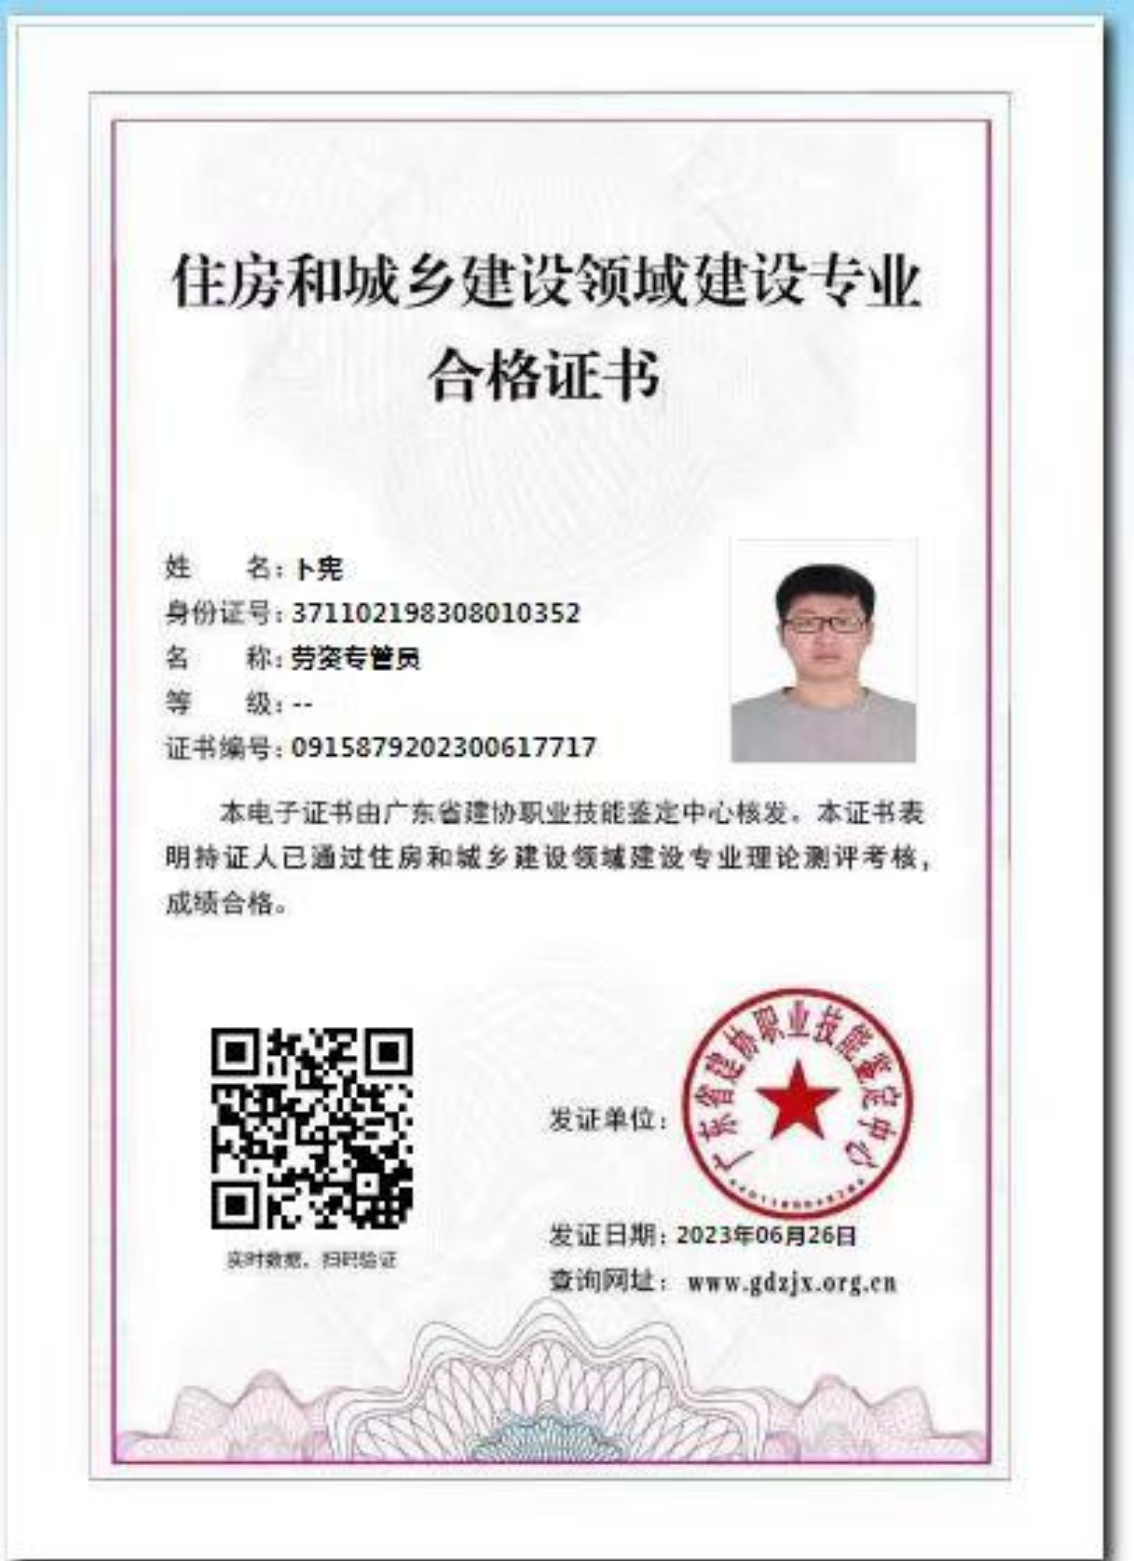 住房和城乡建设领域建设专业
合格证书
姓 名：卜宪
身份证号：371102198308010352
名 称：劳资专管员
等 级：--
证书编号：0915879202300617717
本电子证书由广东省建协职业技能鉴定中心核发。本证书表
明持证人已通过住房和城乡建设领域建设专业理论测评考核，
成绩合格。
广东省建协职业技能鉴定中心
发证单位：
实时数据，扫码验证
发证日期：2023年06月26日
查询网址：www.gdzjx.org.cn